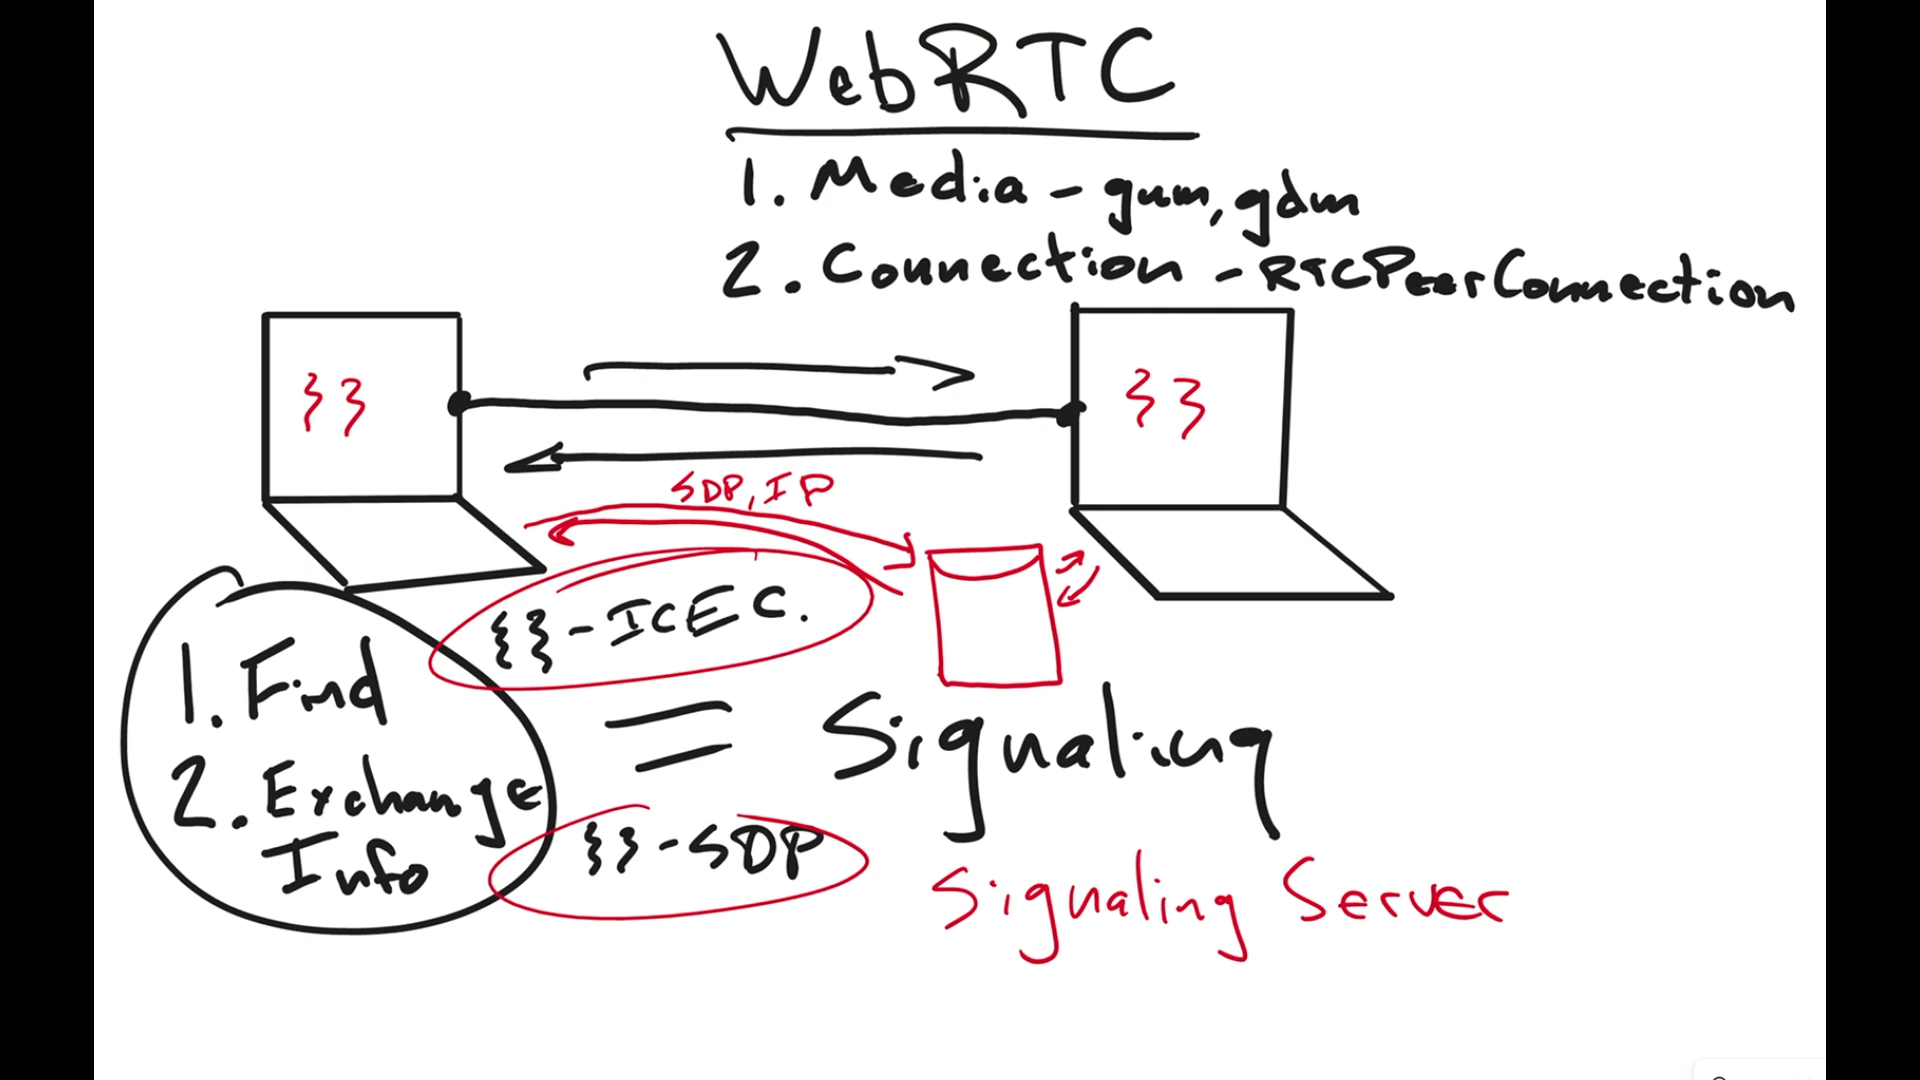 WebRTC
1. Media - gum, gdm
2. Connection - RTCPeerConnection
}} }}
SDP, IP
{}-ICEC.
1. Find
2. Exchange
Info
= Signaling
{}-SDP
Signaling Server